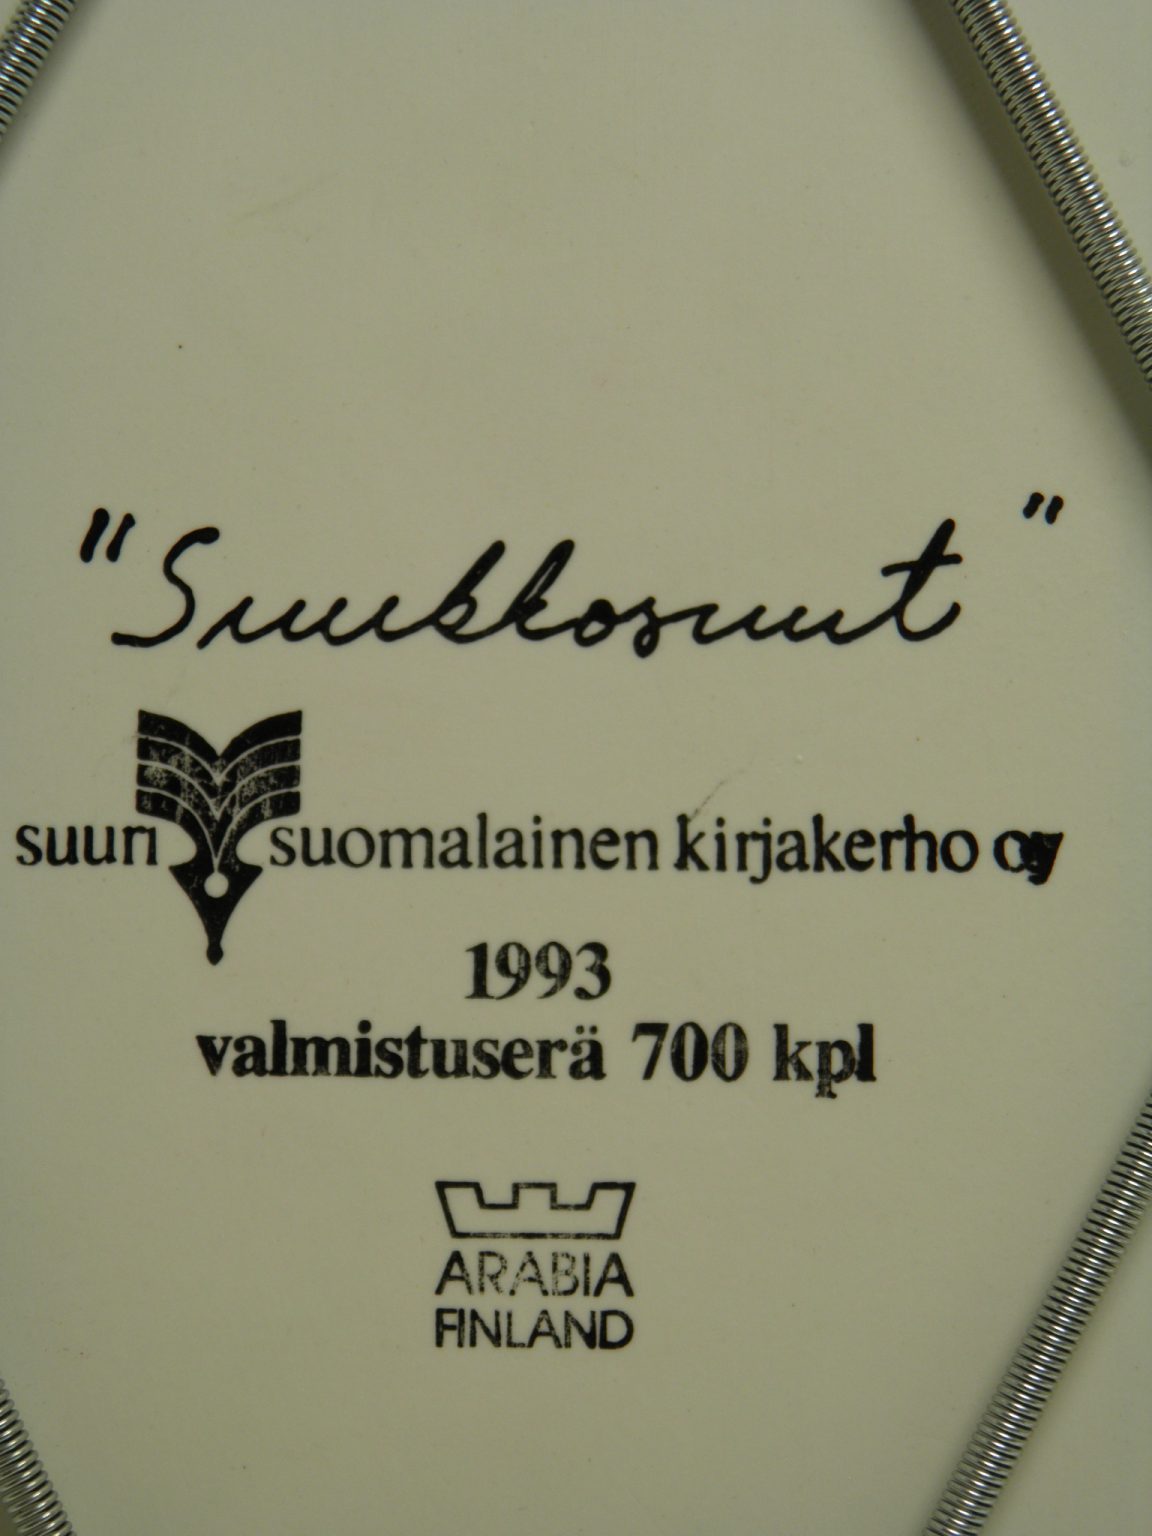 "Suukkosuut"
suuri suomalainen kirjakerho oy
1993
valmistuserä 700 kpl
ARABIA
FINLAND